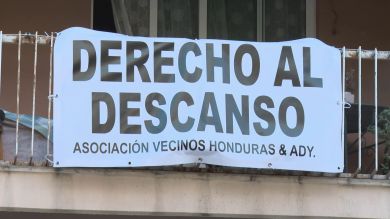 DERECHO AL
DESCANSO
ASOCIACIÓN VECINOS HONDURAS & ADY.